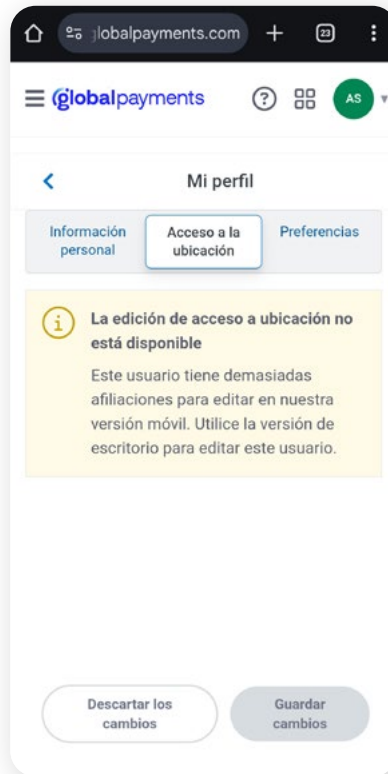 lobalpayments.com
23
globalpayments
?
AS
Mi perfil
Información
personal
Acceso a la
ubicación
Preferencias
i
La edición de acceso a ubicación no
está disponible
Este usuario tiene demasiadas
afiliaciones para editar en nuestra
versión móvil. Utilice la versión de
escritorio para editar este usuario.
Descartar los
cambios
Guardar
cambios